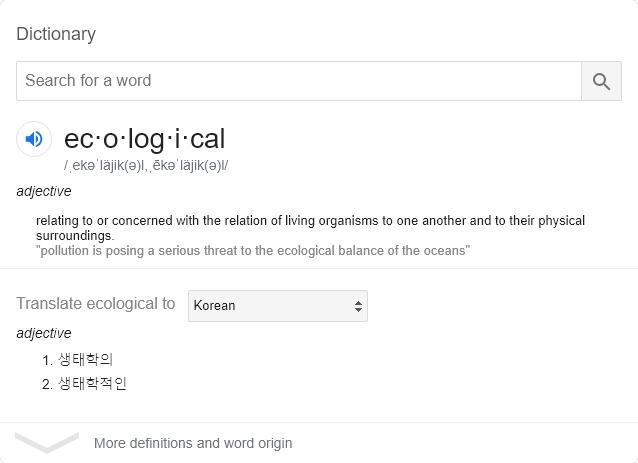 Dictionary
Search for a word
ec·o·log·i·cal
/ˌekəˈläjik(ə)l,ˌēkəˈläjik(ə)l/
adjective
relating to or concerned with the relation of living organisms to one another and to their physical
surroundings.
"pollution is posing a serious threat to the ecological balance of the oceans"
Translate ecological to Korean
adjective
1. 생태학의
2. 생태학적인
More definitions and word origin